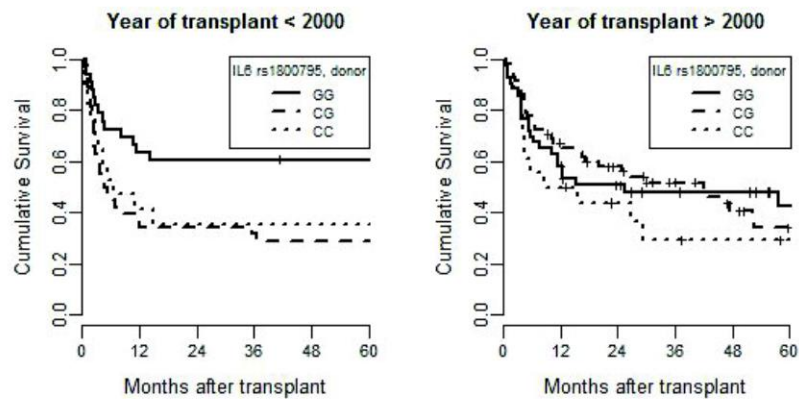 Year of transplant < 2000
Cumulative Survival
1.0
0.8
0.6
0.4
0.2
0.0
IL6 rs1800795, donor
GG
CG
CC
0 12 24 36 48 60
Months after transplant
Year of transplant > 2000
Cumulative Survival
1.0
0.8
0.6
0.4
0.2
0.0
IL6 rs1800795, donor
GG
CG
CC
0 12 24 36 48 60
Months after transplant